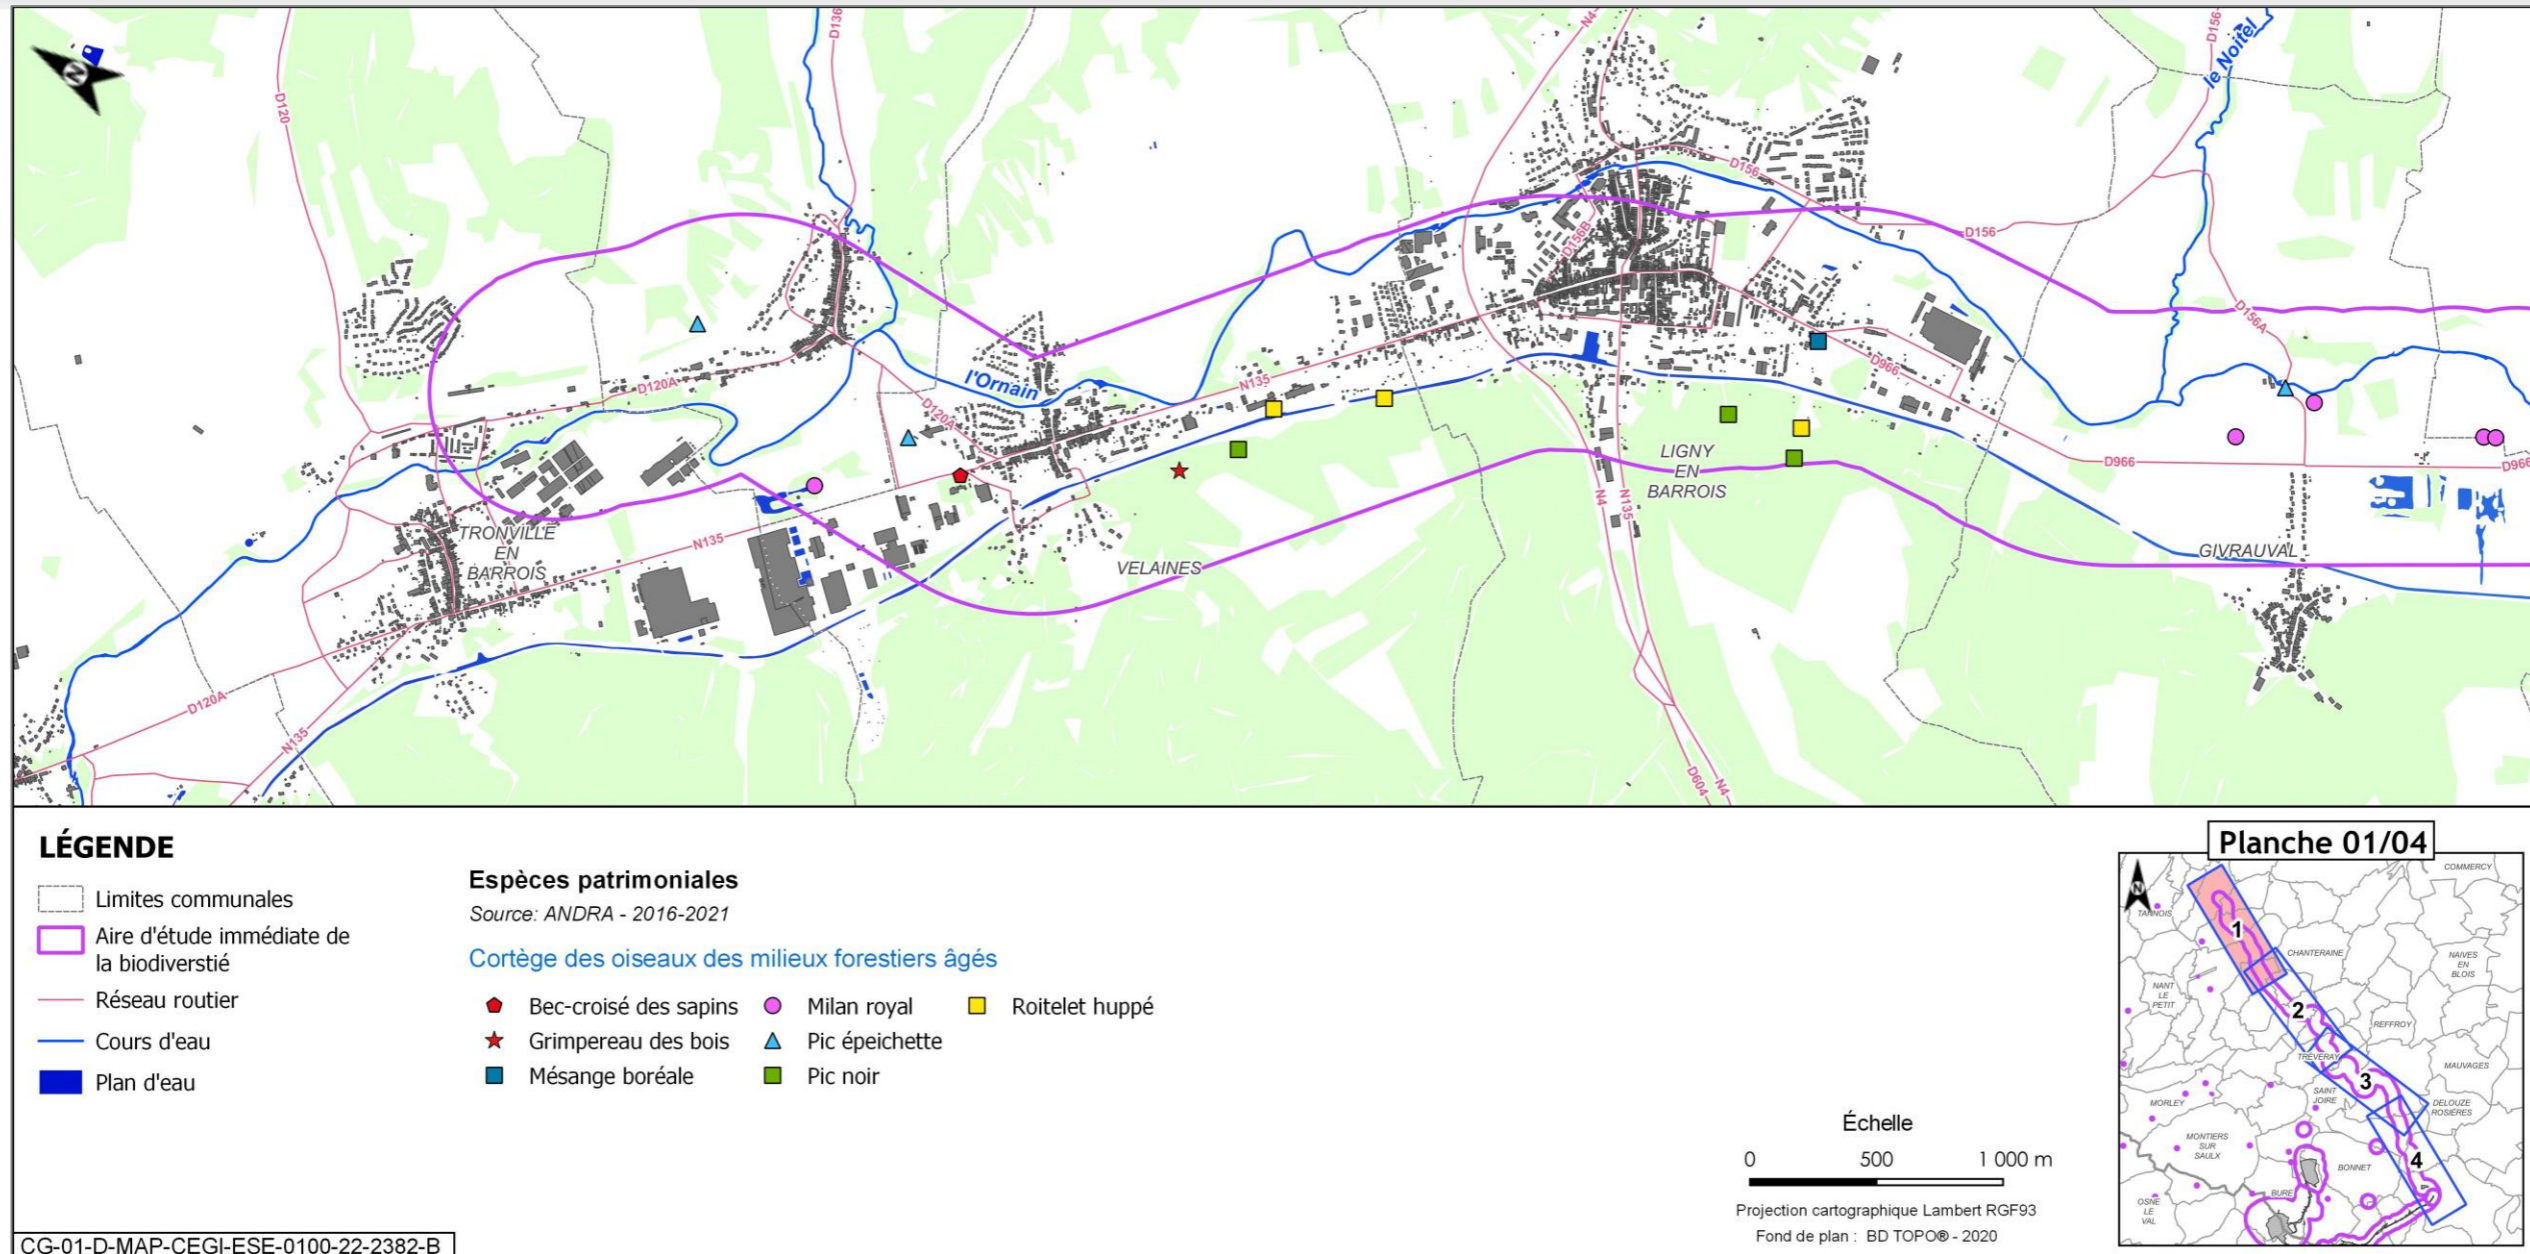 D136
N4
D156
le Noitel
N
D120
D156
D156B
D156
D156A
D120A
l'Ornain
N135
D966
D120A
LIGNY
EN
BARROIS
D966
D966
N4
N135
TRONVILLE
EN
BARROIS
N135
VELAINES
GIVRAUVAL
D120A
N135
D604
N4
LÉGENDE
Limites communales
Aire d'étude immédiate de
la biodiverstié
Réseau routier
Cours d'eau
Plan d'eau
Espèces patrimoniales
Source: ANDRA - 2016-2021
Cortège des oiseaux des milieux forestiers âgés
Bec-croisé des sapins
Grimpereau des bois
Mésange boréale
Milan royal
Pic épeichette
Pic noir
Roitelet huppé
Échelle
0 500 1 000 m
Projection cartographique Lambert RGF93
Fond de plan : BD TOPO® - 2020
Planche 01/04
N
COMMERCY
TANNOIS
1
CHANTERAINE
NAIVES
EN
BLOIS
NANT
LE
PETIT
2
REFFROY
TRÉVERAY
MAUVAGES
3
SAINT
JOIRE
MORLEY
DELOUZE
ROSIÈRES
MONTIERS
SUR
SAULX
4
BONNET
BURE
OSNE
LE
VAL
CG-01-D-MAP-CEGI-ESE-0100-22-2382-B